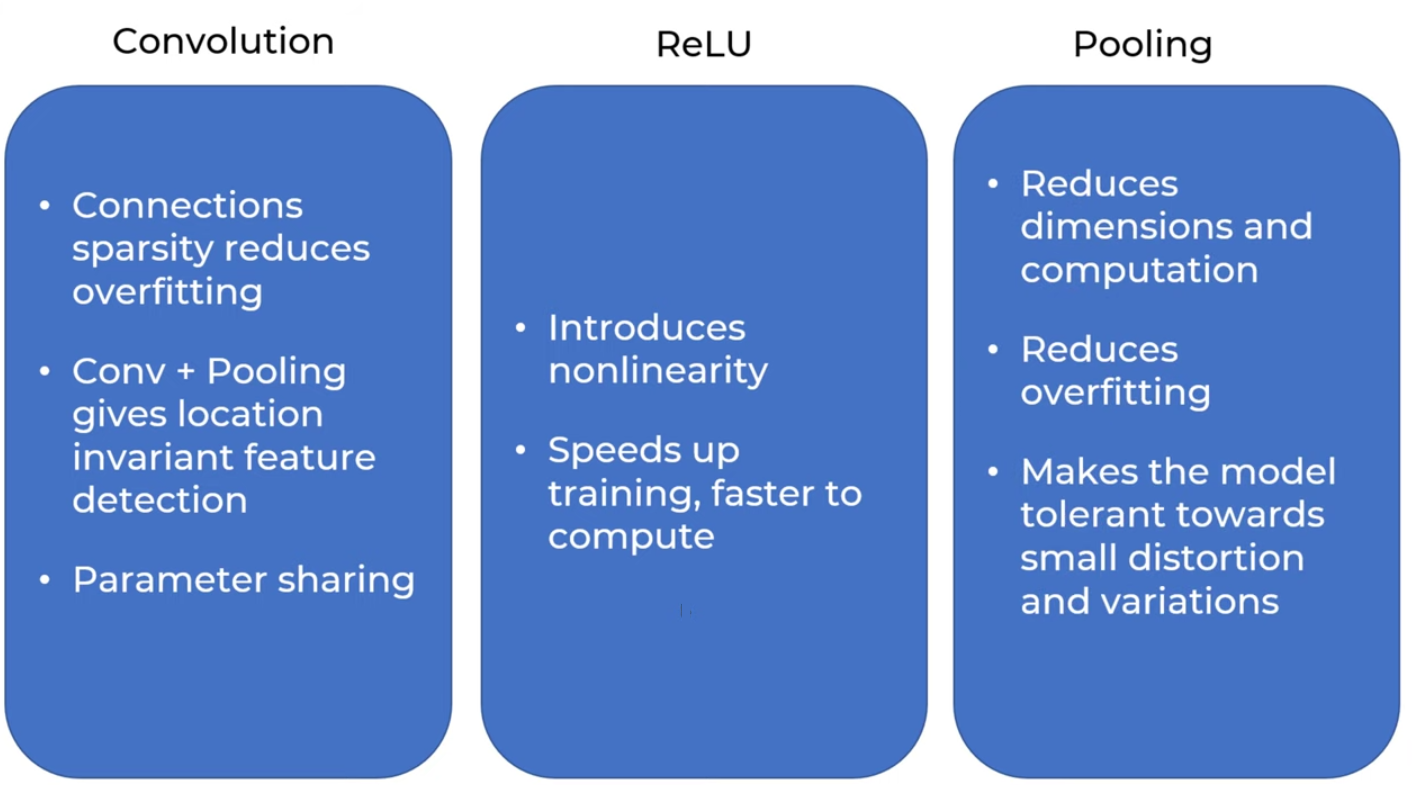 Convolution
• Connections
sparsity reduces
overfitting
• Conv + Pooling
gives location
invariant feature
detection
• Parameter sharing
ReLU
• Introduces
nonlinearity
• Speeds up
training, faster to
compute
Pooling
• Reduces
dimensions and
computation
• Reduces
overfitting
• Makes the model
tolerant towards
small distortion
and variations